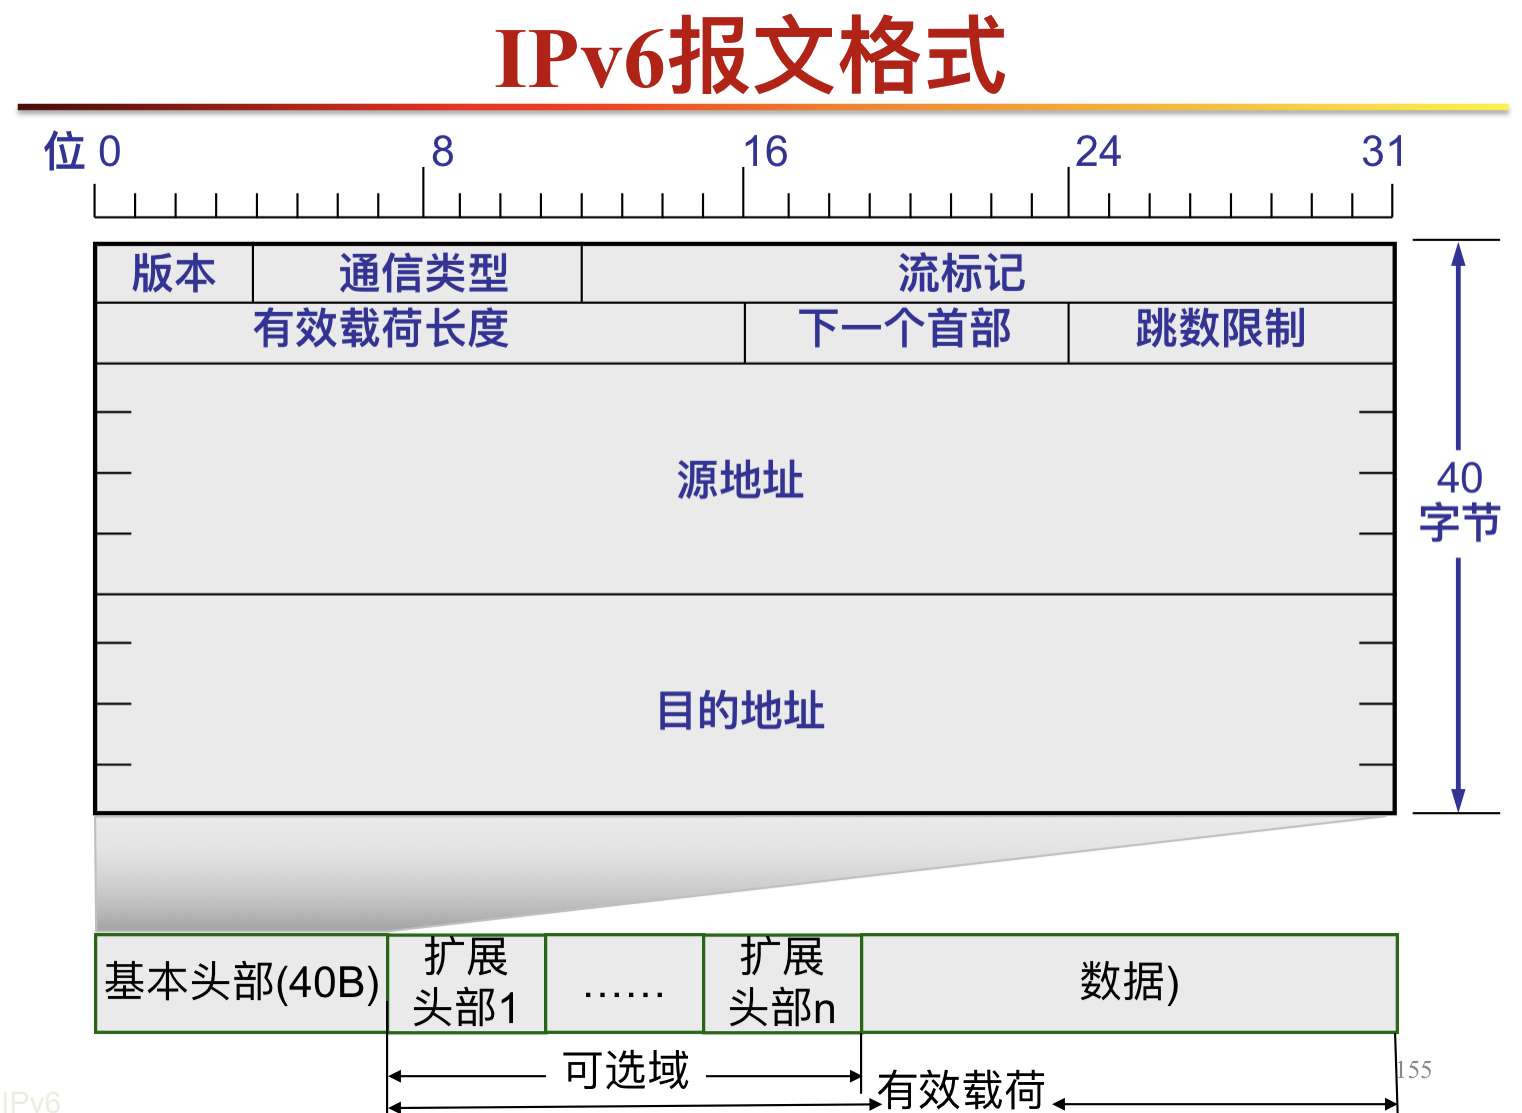 IPv6报文格式
位 0 8 16 24 31
版本 通信类型 流标记
有效载荷长度 下一个首部 跳数限制
源地址
40
字节
目的地址
基本头部(40B)
扩展
头部1
……
扩展
头部n
数据)
可选域
有效载荷
155
IPv6